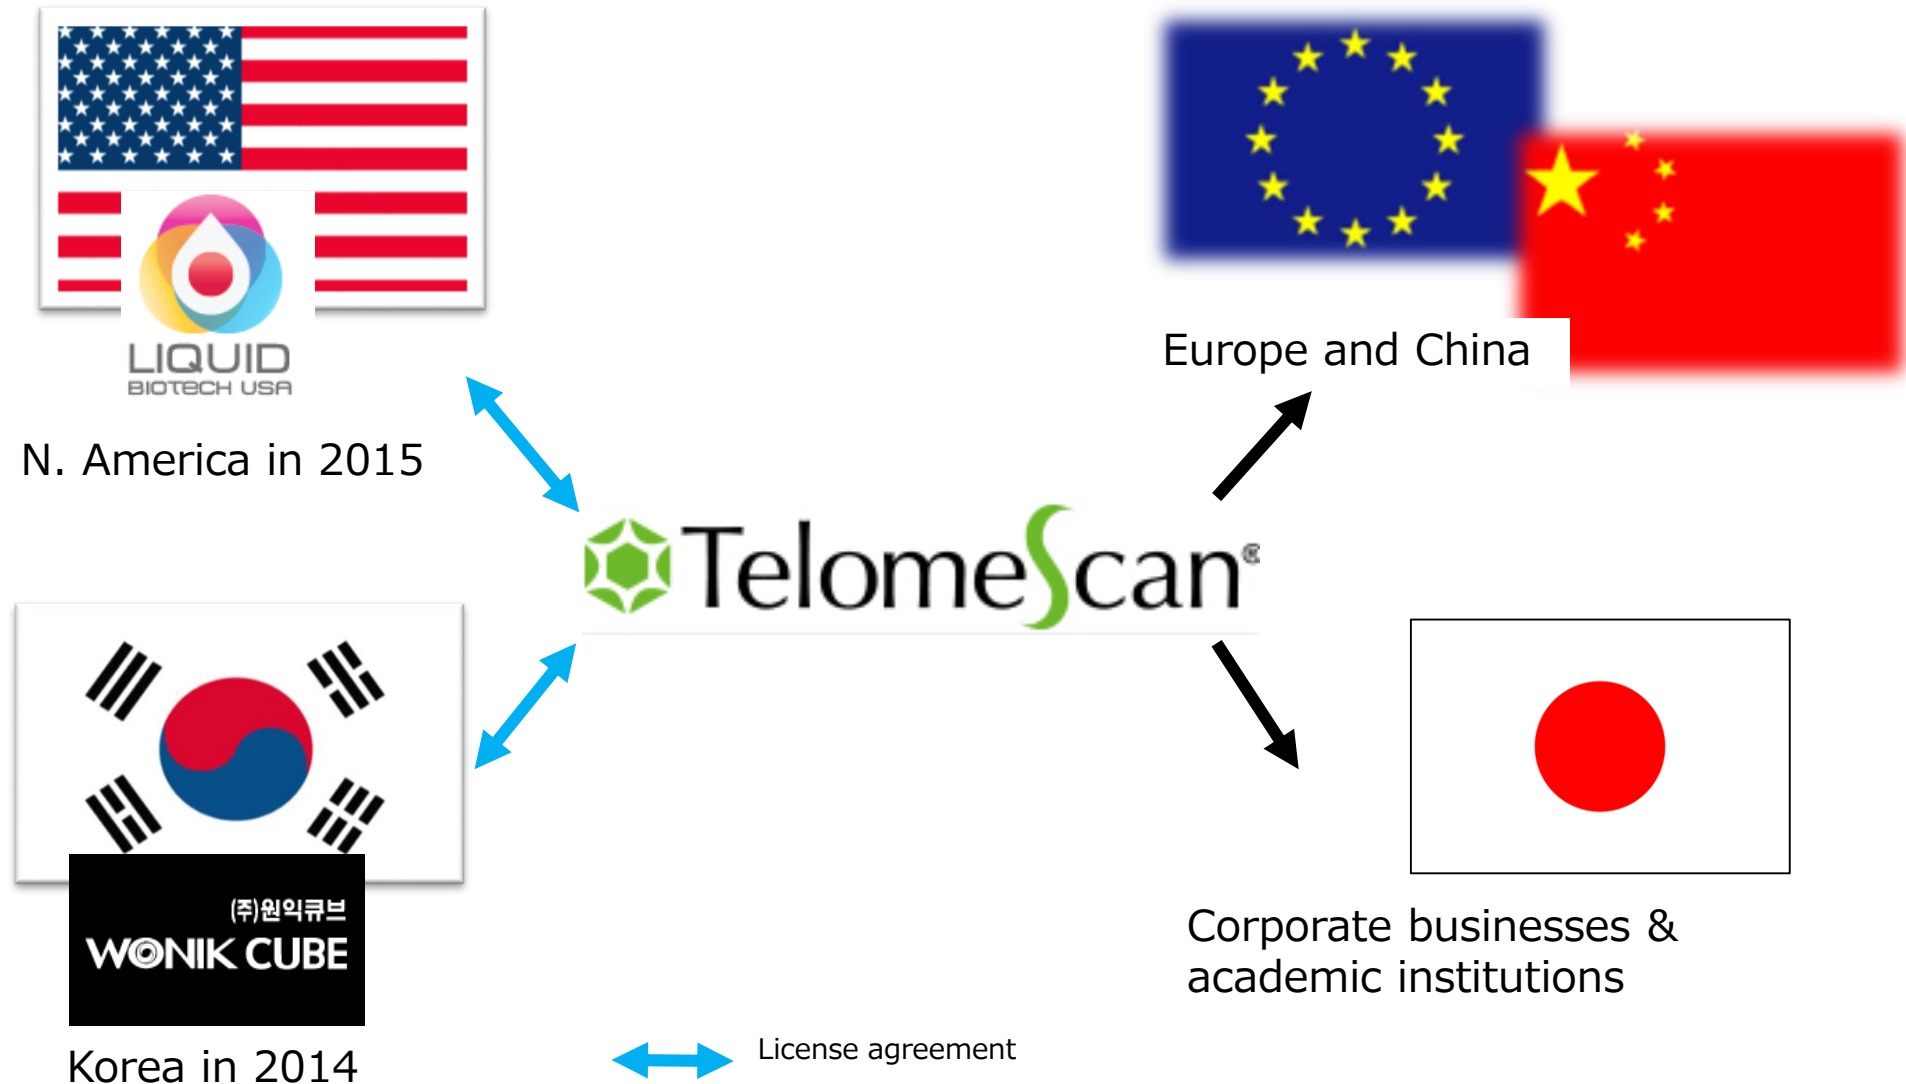 LIQUID
BIOTECH USA
N. America in 2015
Europe and China
TelomeScan®
(주)원익큐브
WONIK CUBE
Korea in 2014
Corporate businesses &
academic institutions
License agreement